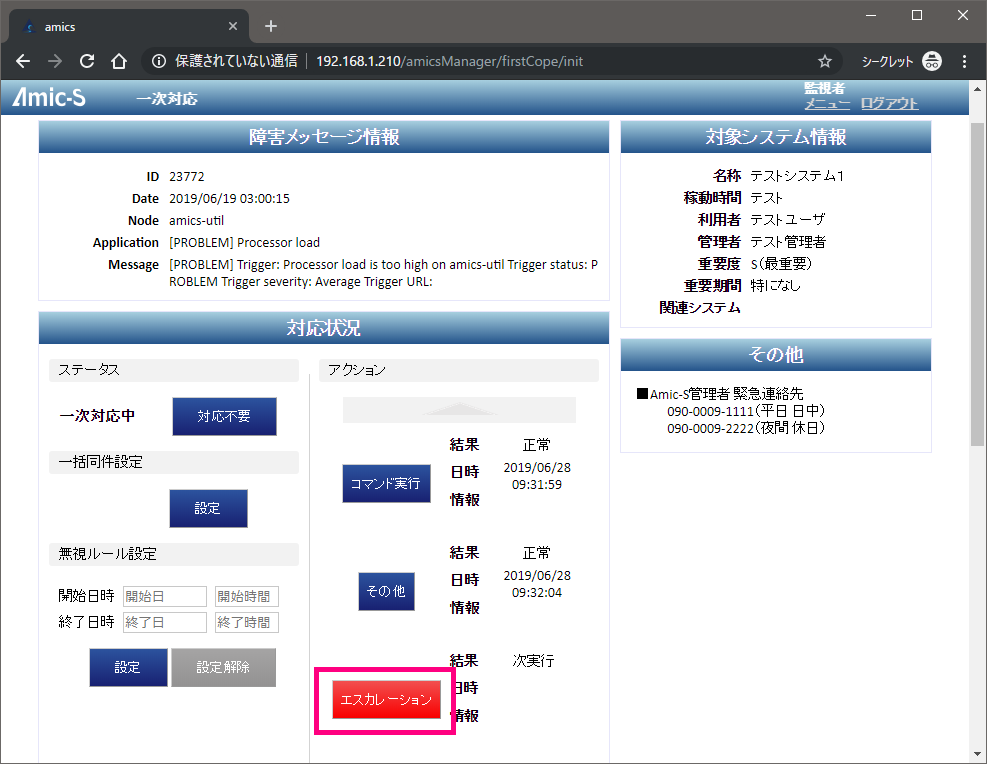 amics
保護されていない通信 192.168.1.210/amicsManager/firstCope/init シークレット
Amic-S 一次対応 監視者
メニュー ログアウト
障害メッセージ情報
ID 23772
Date 2019/06/19 03:00:15
Node amics-util
Application [PROBLEM] Processor load
Message [PROBLEM] Trigger: Processor load is too high on amics-util Trigger status: P
ROBLEM Trigger severity: Average Trigger URL:
対象システム情報
名称 テストシステム1
稼動時間 テスト
利用者 テストユーザ
管理者 テスト管理者
重要度 S(最重要)
重要期間 特になし
関連システム
対応状況
ステータス
一次対応中 対応不要
一括同件設定
設定
無視ルール設定
開始日時 開始日 開始時間
終了日時 終了日 終了時間
設定 設定解除
アクション
結果 正常
コマンド実行
日時 2019/06/28
09:31:59
情報
結果 正常
その他
日時 2019/06/28
09:32:04
情報
結果 次実行
エスカレーション
日時
情報
その他
■Amic-S管理者 緊急連絡先
090-0009-1111(平日 日中)
090-0009-2222(夜間 休日)